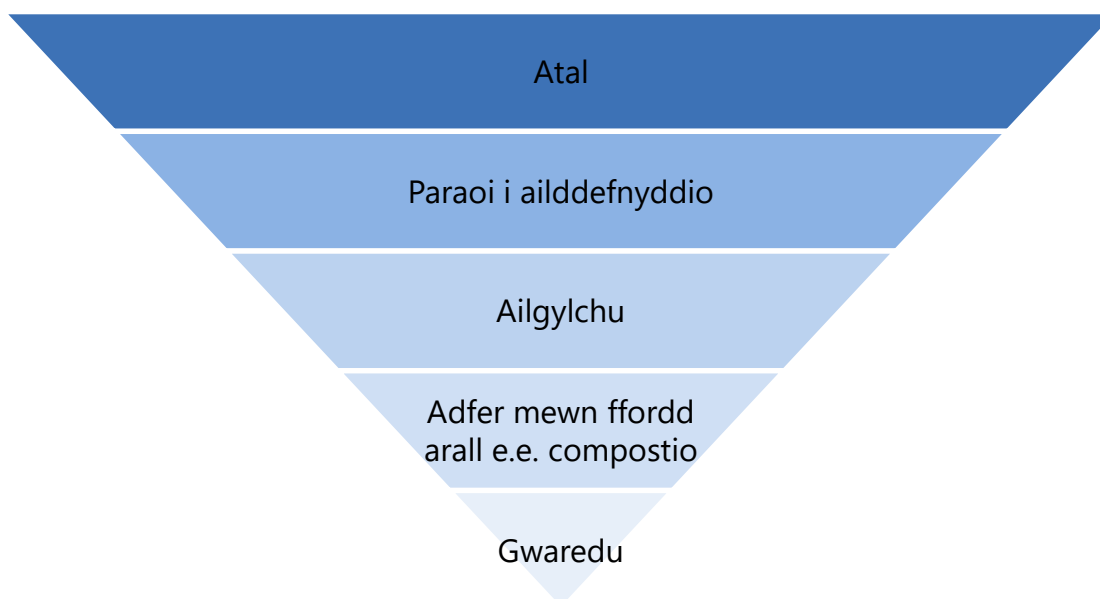 Atal
Paraoi i ailddefnyddio
Ailgylchu
Adfer mewn ffordd
arall e.e. compostio
Gwaredu